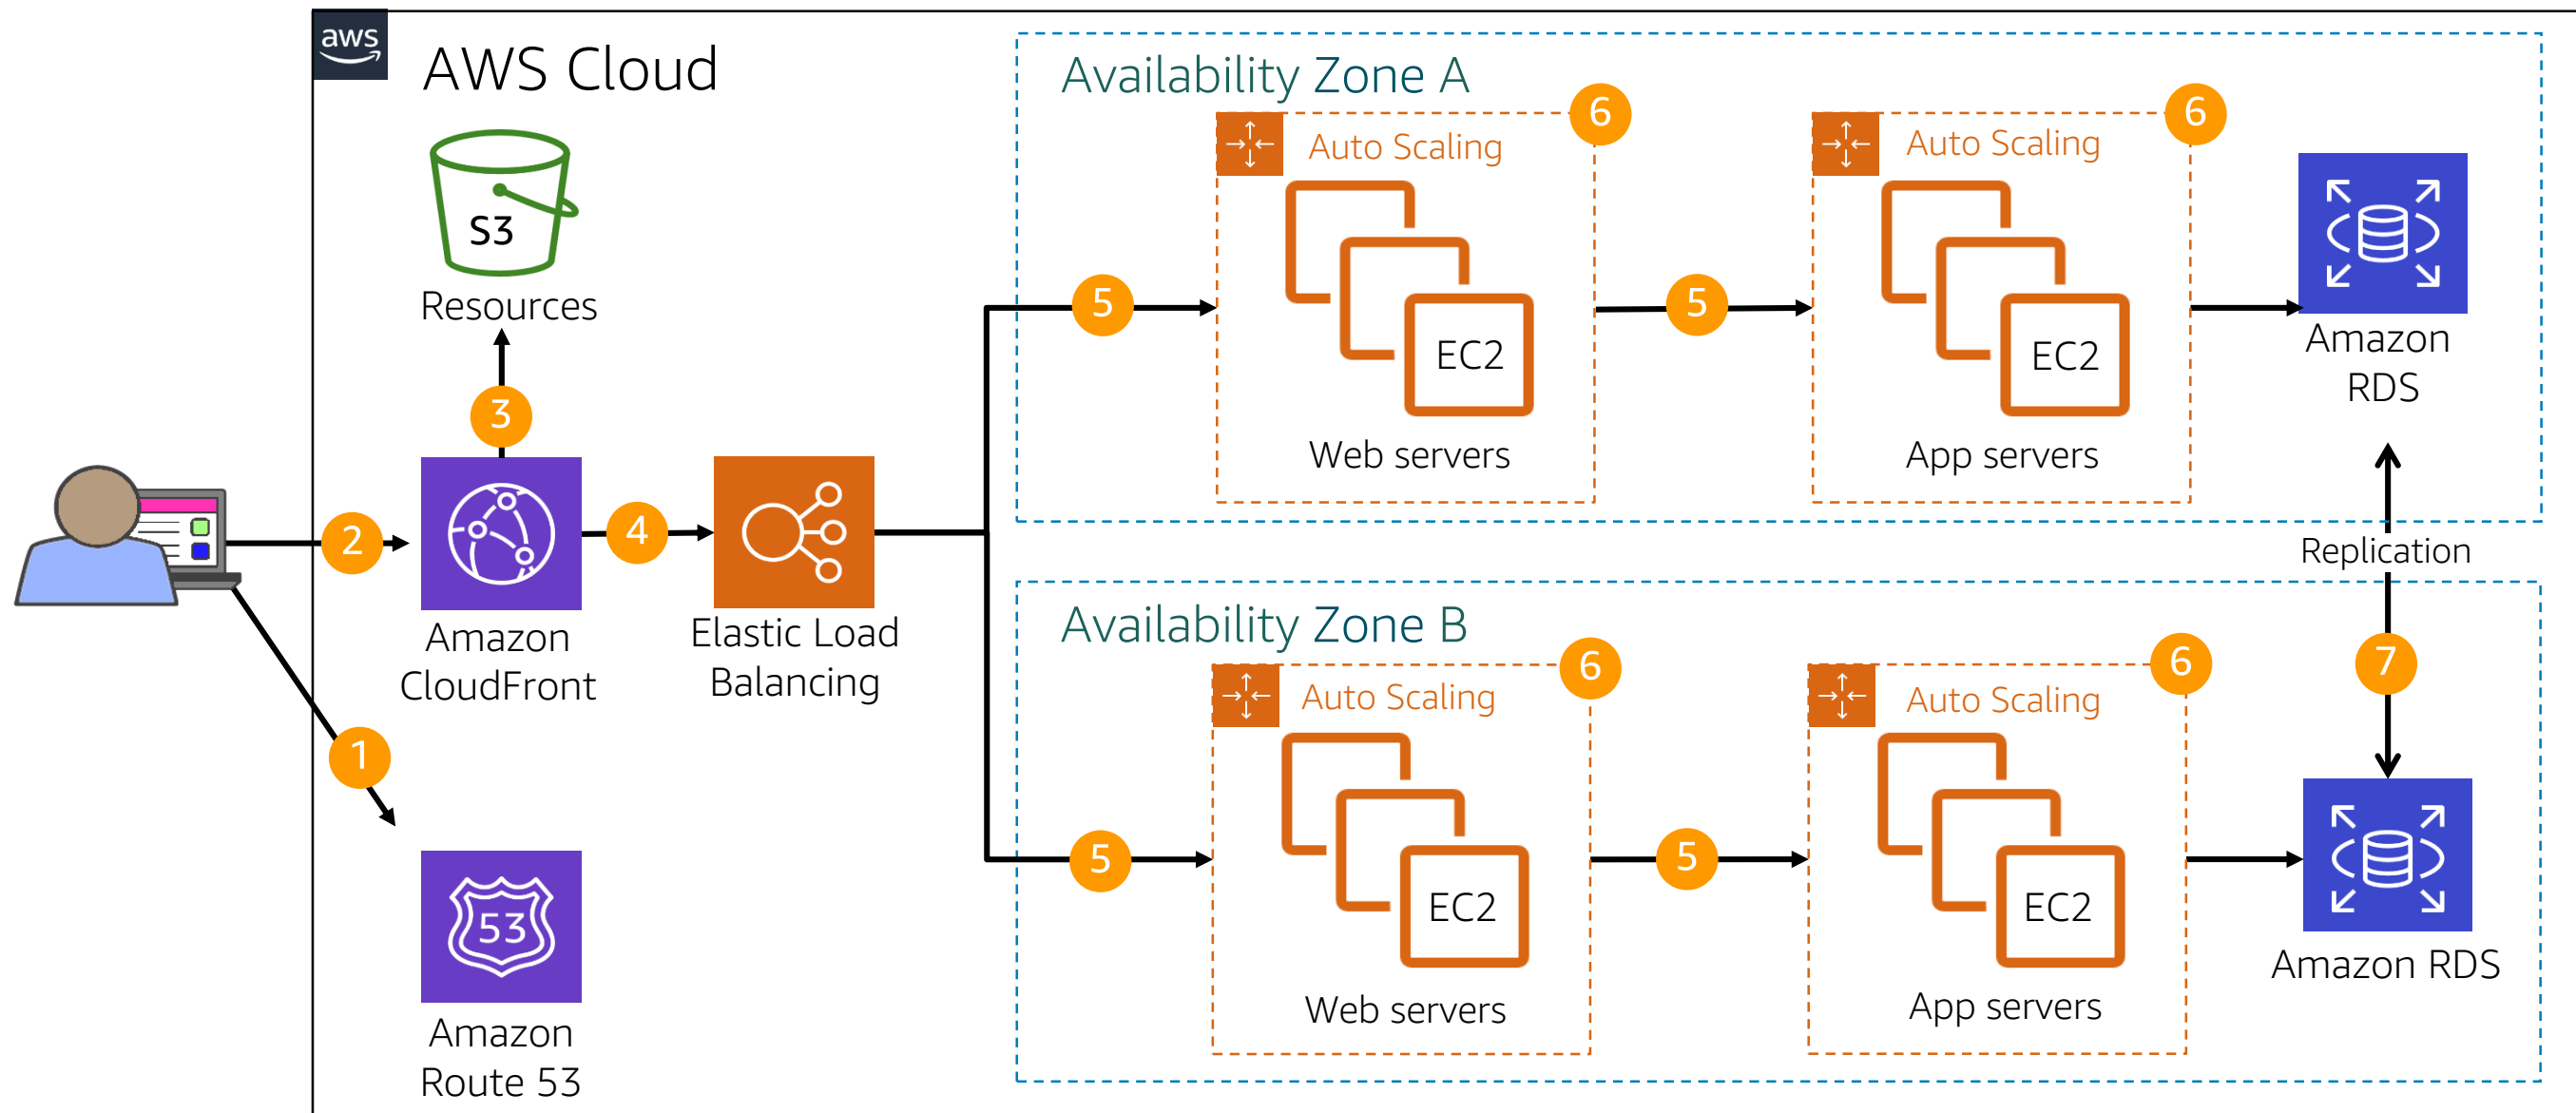 aws
AWS Cloud
S3
Resources
3
2
Amazon
CloudFront
4
Elastic Load
Balancing
1
53
Amazon
Route 53
Availability Zone A
6
Auto Scaling
5
EC2
Web servers
6
Auto Scaling
5
EC2
App servers
Amazon
RDS
Replication
7
Availability Zone B
6
Auto Scaling
5
EC2
Web servers
6
Auto Scaling
5
EC2
App servers
Amazon RDS